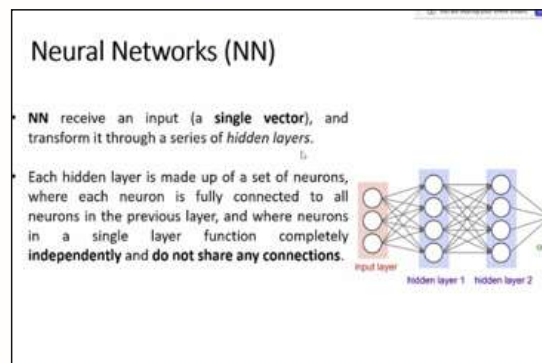 Neural Networks (NN)
• NN receive an input (a single vector), and
transform it through a series of hidden layers.
• Each hidden layer is made up of a set of neurons,
where each neuron is fully connected to all
neurons in the previous layer, and where neurons
in a single layer function completely
independently and do not share any connections.
input layer
hidden layer 1 hidden layer 2